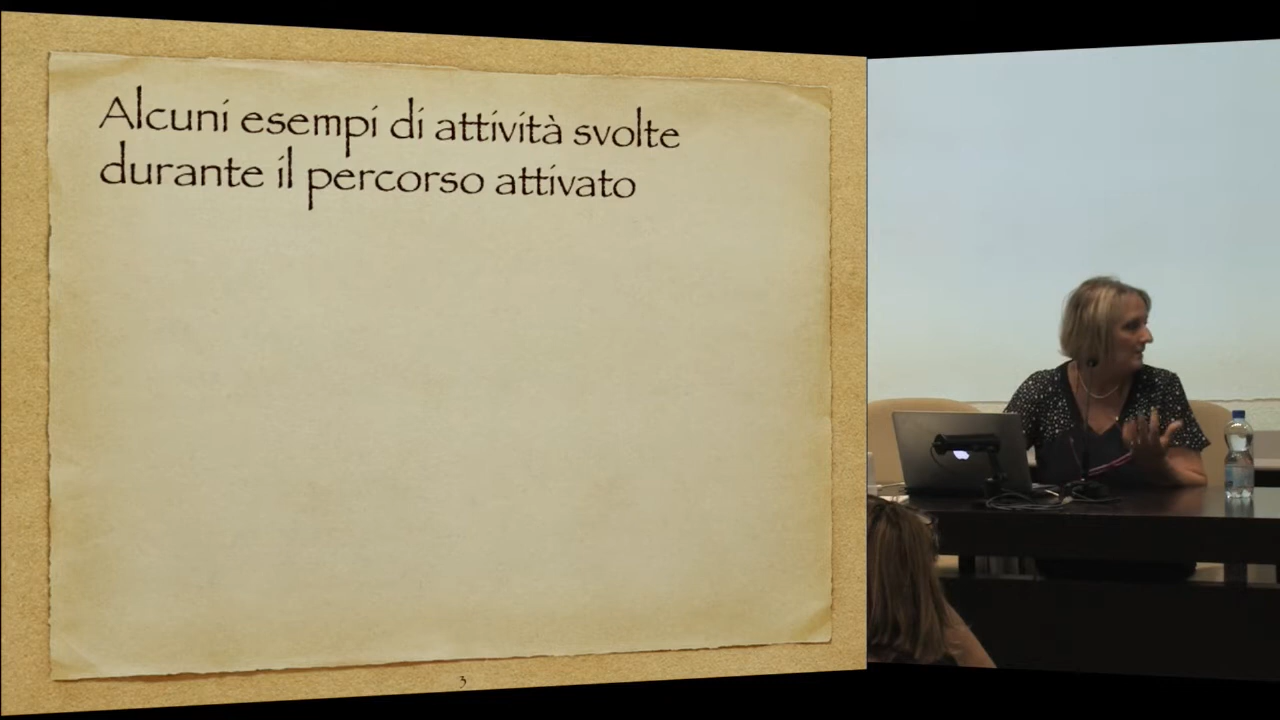 Alcuni esempi di attività svolte
durante il percorso attivato
3